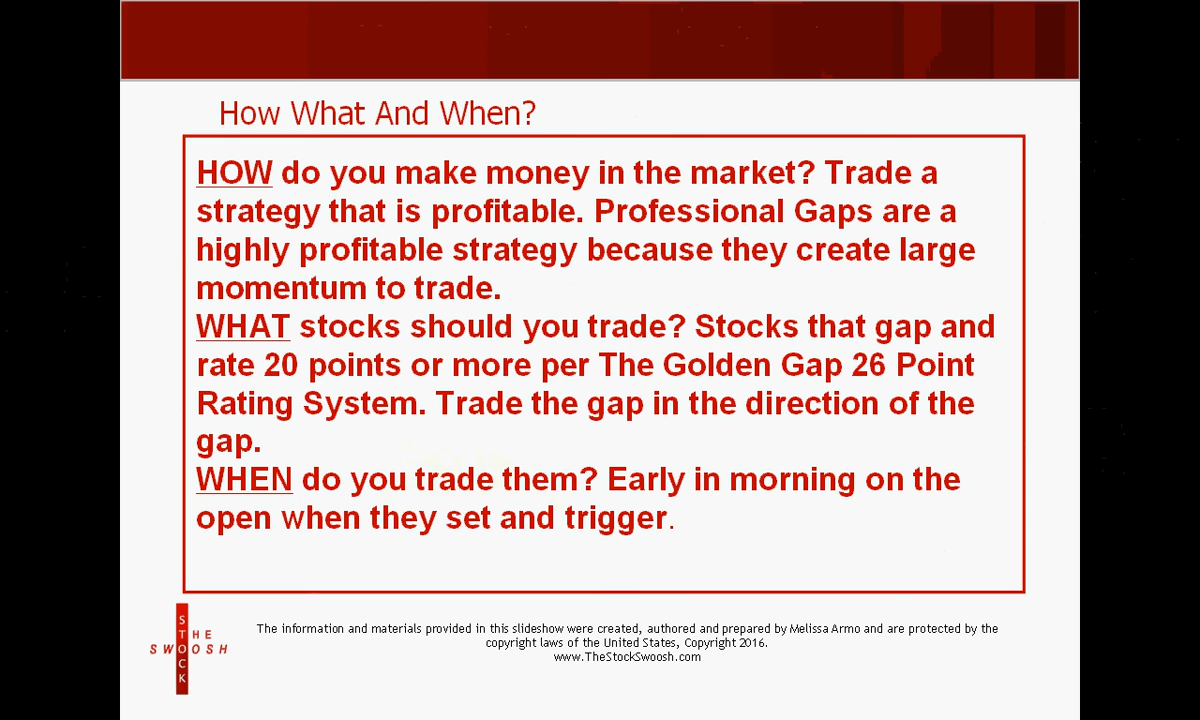 How What And When?
HOW do you make money in the market? Trade a
strategy that is profitable. Professional Gaps are a
highly profitable strategy because they create large
momentum to trade.
WHAT stocks should you trade? Stocks that gap and
rate 20 points or more per The Golden Gap 26 Point
Rating System. Trade the gap in the direction of the
gap.
WHEN do you trade them? Early in morning on the
open when they set and trigger.
THE
STOCK
SWOOSH
The information and materials provided in this slideshow were created, authored and prepared by Melissa Armo and are protected by the
copyright laws of the United States, Copyright 2016.
www.TheStockSwoosh.com